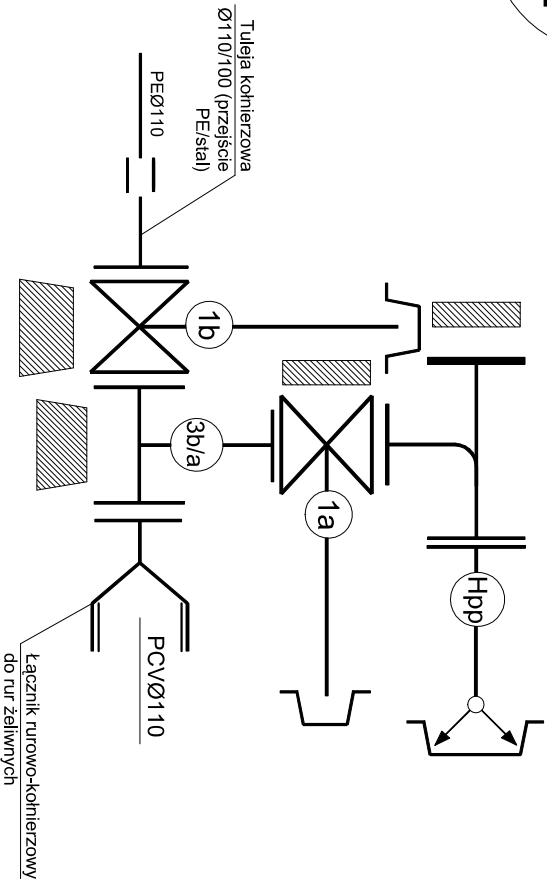 Tuleja kołnierzowa
Ø110/100 (przejście
PE/stal)
PEØ110
1b
3b/a
1a
Hpp
PCVØ110
Łącznik rurowo-kołnierzowy
do rur żeliwnych